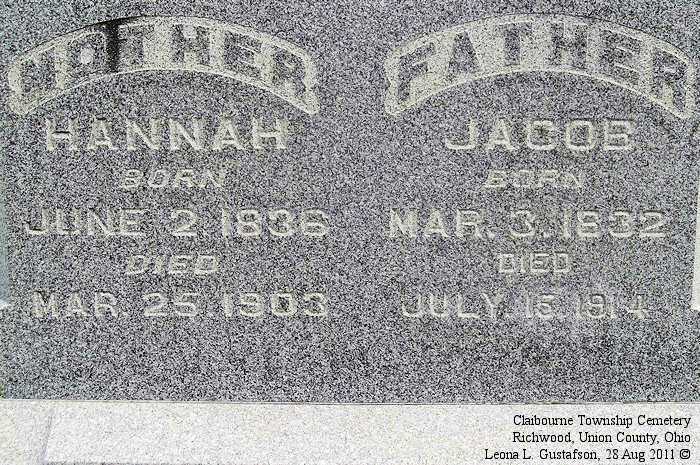 MOTHER
HANNAH
BORN
JUNE 2, 1836
DIED
MAR. 25, 1903
FATHER
JACOB
BORN
MAR. 3, 1832
DIED
JULY 15, 1914
Claibourne Township Cemetery
Richwood, Union County, Ohio
Leona L. Gustafson, 28 Aug 2011 ©